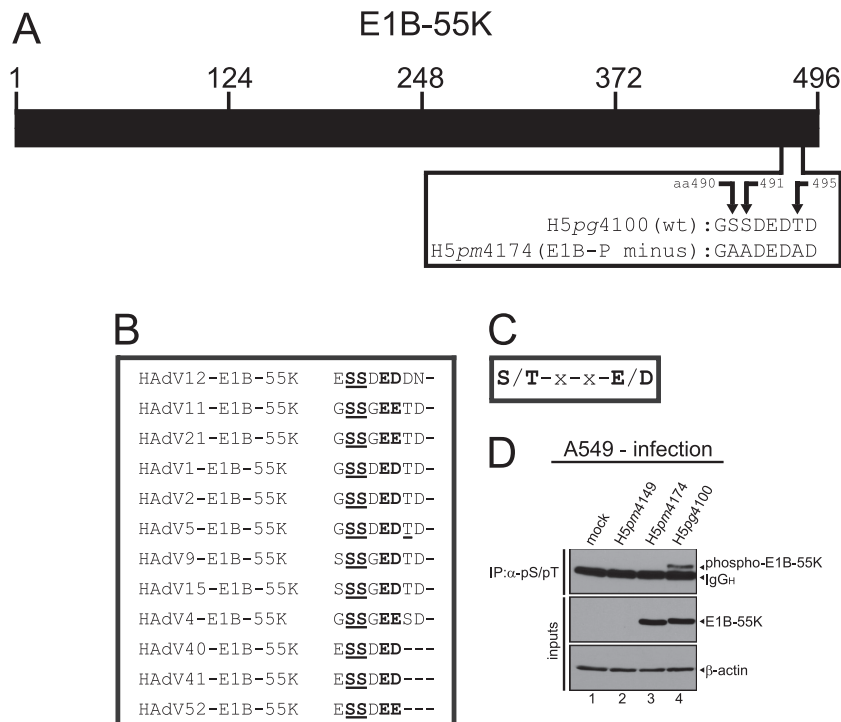 A
E1B-55K
1 124 248 372 496
aa490 491 495
H5pg4100(wt):GSSDEDTD
H5pm4174(E1B-P minus):GAADEDAD
B
HAdV12-E1B-55K ESSDEDDN-
HAdV11-E1B-55K GSSGEETD-
HAdV21-E1B-55K GSSGEETD-
HAdV1-E1B-55K GSSDEDTD-
HAdV2-E1B-55K GSSDEDTD-
HAdV5-E1B-55K GSSDEDTD-
HAdV9-E1B-55K SSSGEDTD-
HAdV15-E1B-55K SSSGEDTD-
HAdV4-E1B-55K GSSGEESD-
HAdV40-E1B-55K ESSDED---
HAdV41-E1B-55K ESSDED---
HAdV52-E1B-55K ESSDEE---
C
S/T-x-x-E/D
D
A549 - infection
mock H5pm4149 H5pm4174 H5pg4100
IP:α-pS/pT
phospho-E1B-55K
IgGH
inputs
E1B-55K
β-actin
1 2 3 4